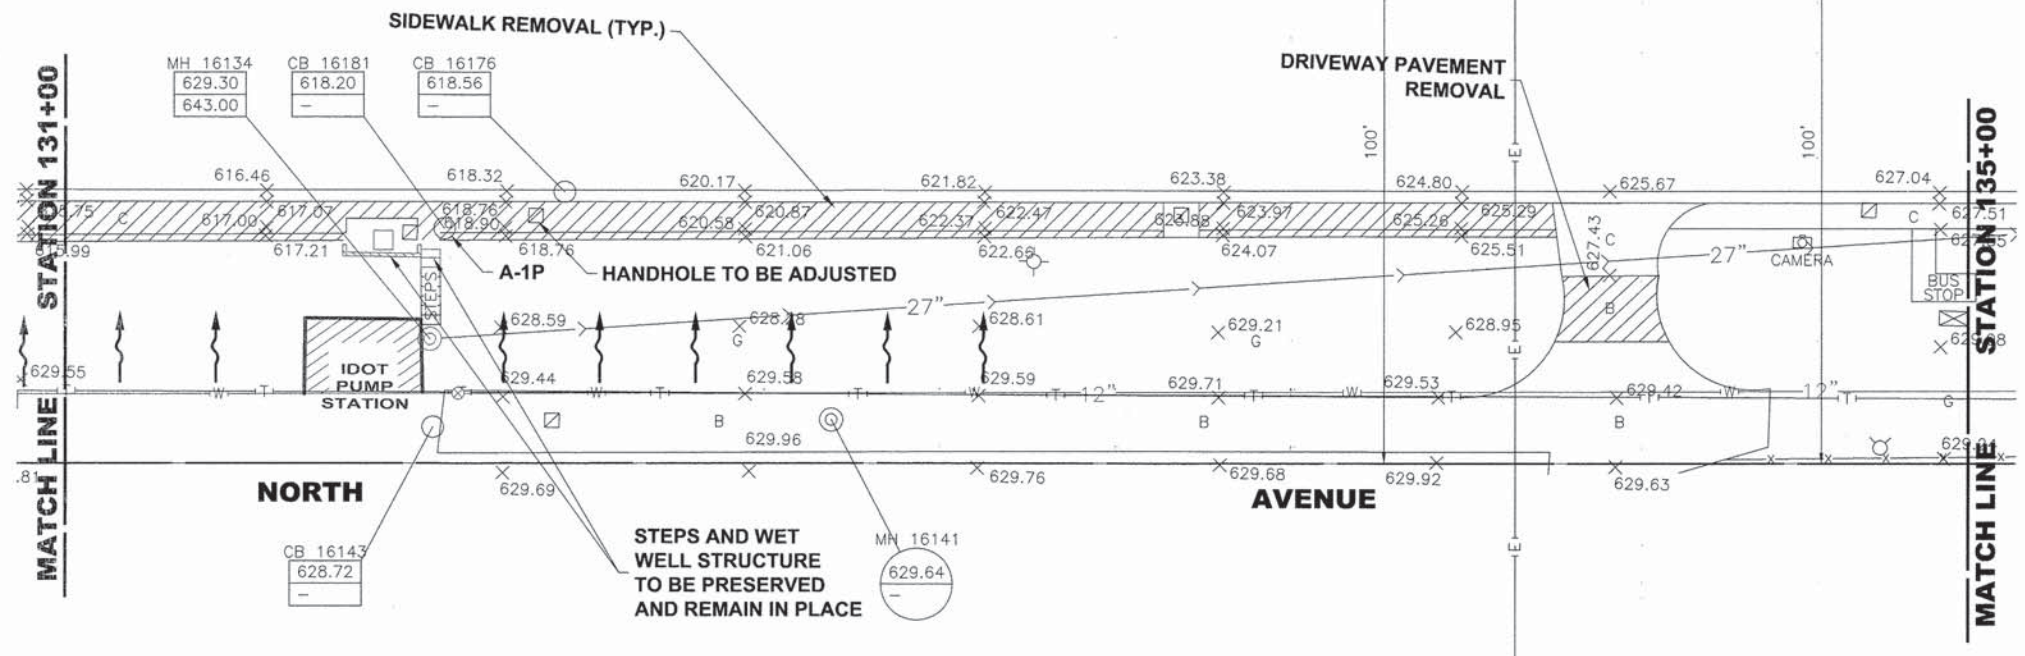 SIDEWALK REMOVAL (TYP.)
MH 16134
629.30
643.00
CB 16181
618.20
–
CB 16176
618.56
–
DRIVEWAY PAVEMENT
REMOVAL
100'
100'
MATCH LINE STATION 131+00
MATCH LINE STATION 135+00
616.46
618.32
620.17
621.82
623.38
624.80
625.67
627.04
C
617.00
617.07
618.76
618.90
620.58
620.87
622.37
622.47
623.88
623.97
625.26
625.29
627.43
C
C
627.51
617.21
618.76
621.06
622.65
624.07
625.51
A-1P
HANDHOLE TO BE ADJUSTED
STEPS
27"
27"
CAMERA
BUS
STOP
628.59
G
628.61
629.21
G
628.95
B
IDOT
PUMP
STATION
629.55
629.44
629.58
629.59
629.71
629.53
629.42
T
W
T
T
W
T
T
W
T
12"
T
W
T
T
W
12"
T
G
B
B
B
629.96
629.69
629.76
629.68
629.92
629.63
.81
E
E
E
NORTH
AVENUE
CB 16143
628.72
–
STEPS AND WET
WELL STRUCTURE
TO BE PRESERVED
AND REMAIN IN PLACE
MH 16141
629.64
–